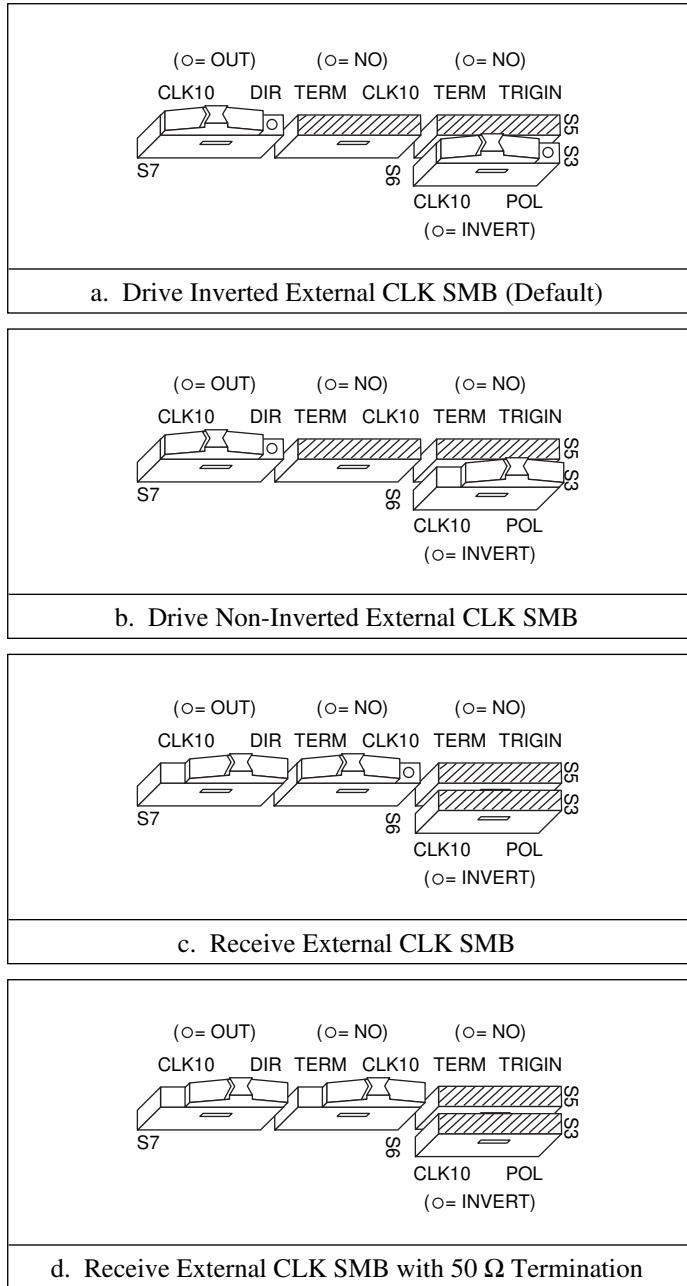 (○= OUT) (○= NO) (○= NO)
CLK10 DIR TERM CLK10 TERM TRIGIN
S5
S3
S7
S6
CLK10 POL
(○= INVERT)
a. Drive Inverted External CLK SMB (Default)
(○= OUT) (○= NO) (○= NO)
CLK10 DIR TERM CLK10 TERM TRIGIN
S5
S3
S7
S6
CLK10 POL
(○= INVERT)
b. Drive Non-Inverted External CLK SMB
(○= OUT) (○= NO) (○= NO)
CLK10 DIR TERM CLK10 TERM TRIGIN
S5
S3
S7
S6
CLK10 POL
(○= INVERT)
c. Receive External CLK SMB
(○= OUT) (○= NO) (○= NO)
CLK10 DIR TERM CLK10 TERM TRIGIN
S5
S3
S7
S6
CLK10 POL
(○= INVERT)
d. Receive External CLK SMB with 50 Ω Termination